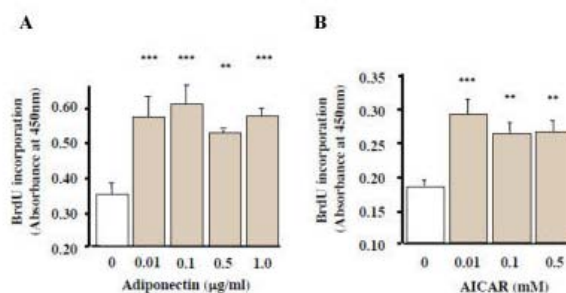 A
BrdU incorporation
(Absorbance at 450nm)
0.60
0.50
0.40
0.30
0.20
*** *** ** ***
0 0.01 0.1 0.5 1.0
Adiponectin (μg/ml)
B
BrdU incorporation
(Absorbance at 450nm)
0.35
0.30
0.25
0.20
0.15
0.10
*** ** **
0 0.01 0.1 0.5
AICAR (mM)